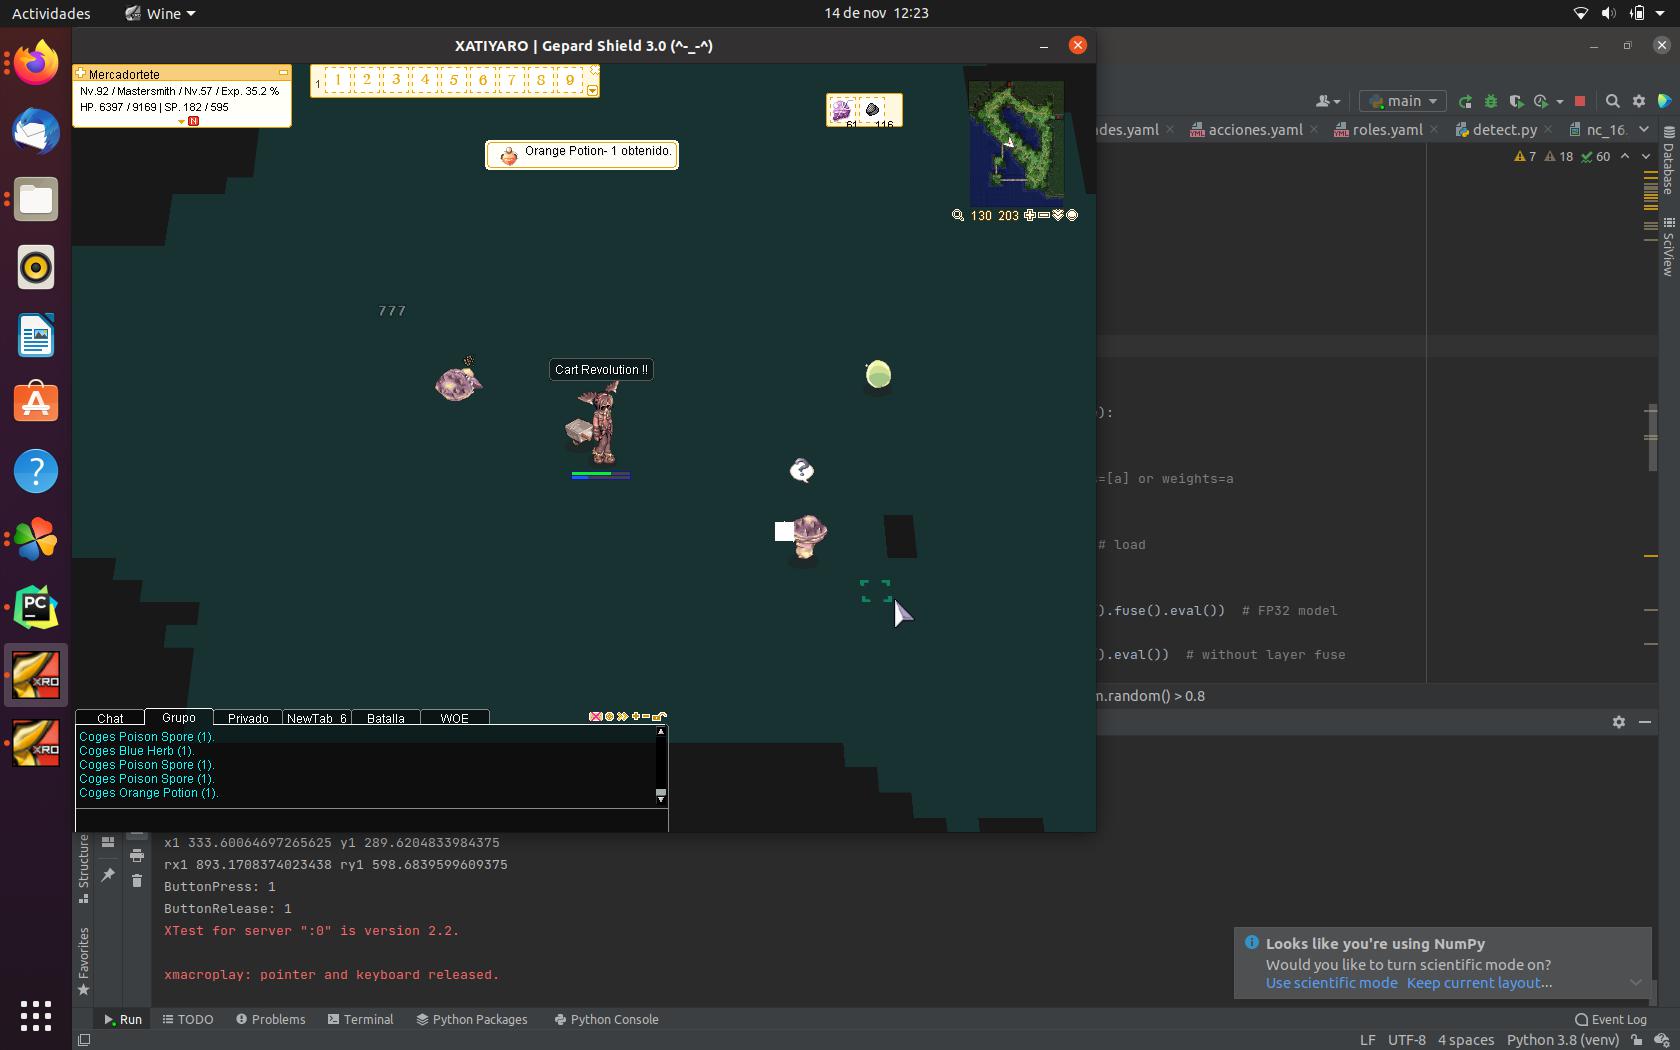 Actividades
Wine
14 de nov 12:23
XATIYARO | Gepard Shield 3.0 (^-_-^)
Mercadortete
Nv.92 / Mastersmith / Nv.57 / Exp. 35.2 %
HP. 6397 / 9169 | SP. 182 / 595
N
1
1 2 3 4 5 6 7 8 9
61 116
Orange Potion- 1 obtenido.
130 203
777
Cart Revolution !!
?
main
des.yaml
acciones.yaml
roles.yaml
detect.py
nc_16.
7 18 60
Database
SciView
):
=[a] or weights=a
# load
).fuse().eval()) # FP32 model
).eval()) # without layer fuse
m.random() > 0.8
Chat Grupo Privado NewTab_6 Batalla WOE
Coges Poison Spore (1).
Coges Blue Herb (1).
Coges Poison Spore (1).
Coges Poison Spore (1).
Coges Orange Potion (1).
PC
XRO
XRO
Structure
Favorites
x1 333.60064697265625 y1 289.6204833984375
rx1 893.1708374023438 ry1 598.6839599609375
ButtonPress: 1
ButtonRelease: 1
XTest for server ":0" is version 2.2.
xmacroplay: pointer and keyboard released.
Looks like you're using NumPy
Would you like to turn scientific mode on?
Use scientific mode Keep current layout...
Run TODO Problems Terminal Python Packages Python Console
Event Log
LF UTF-8 4 spaces Python 3.8 (venv)